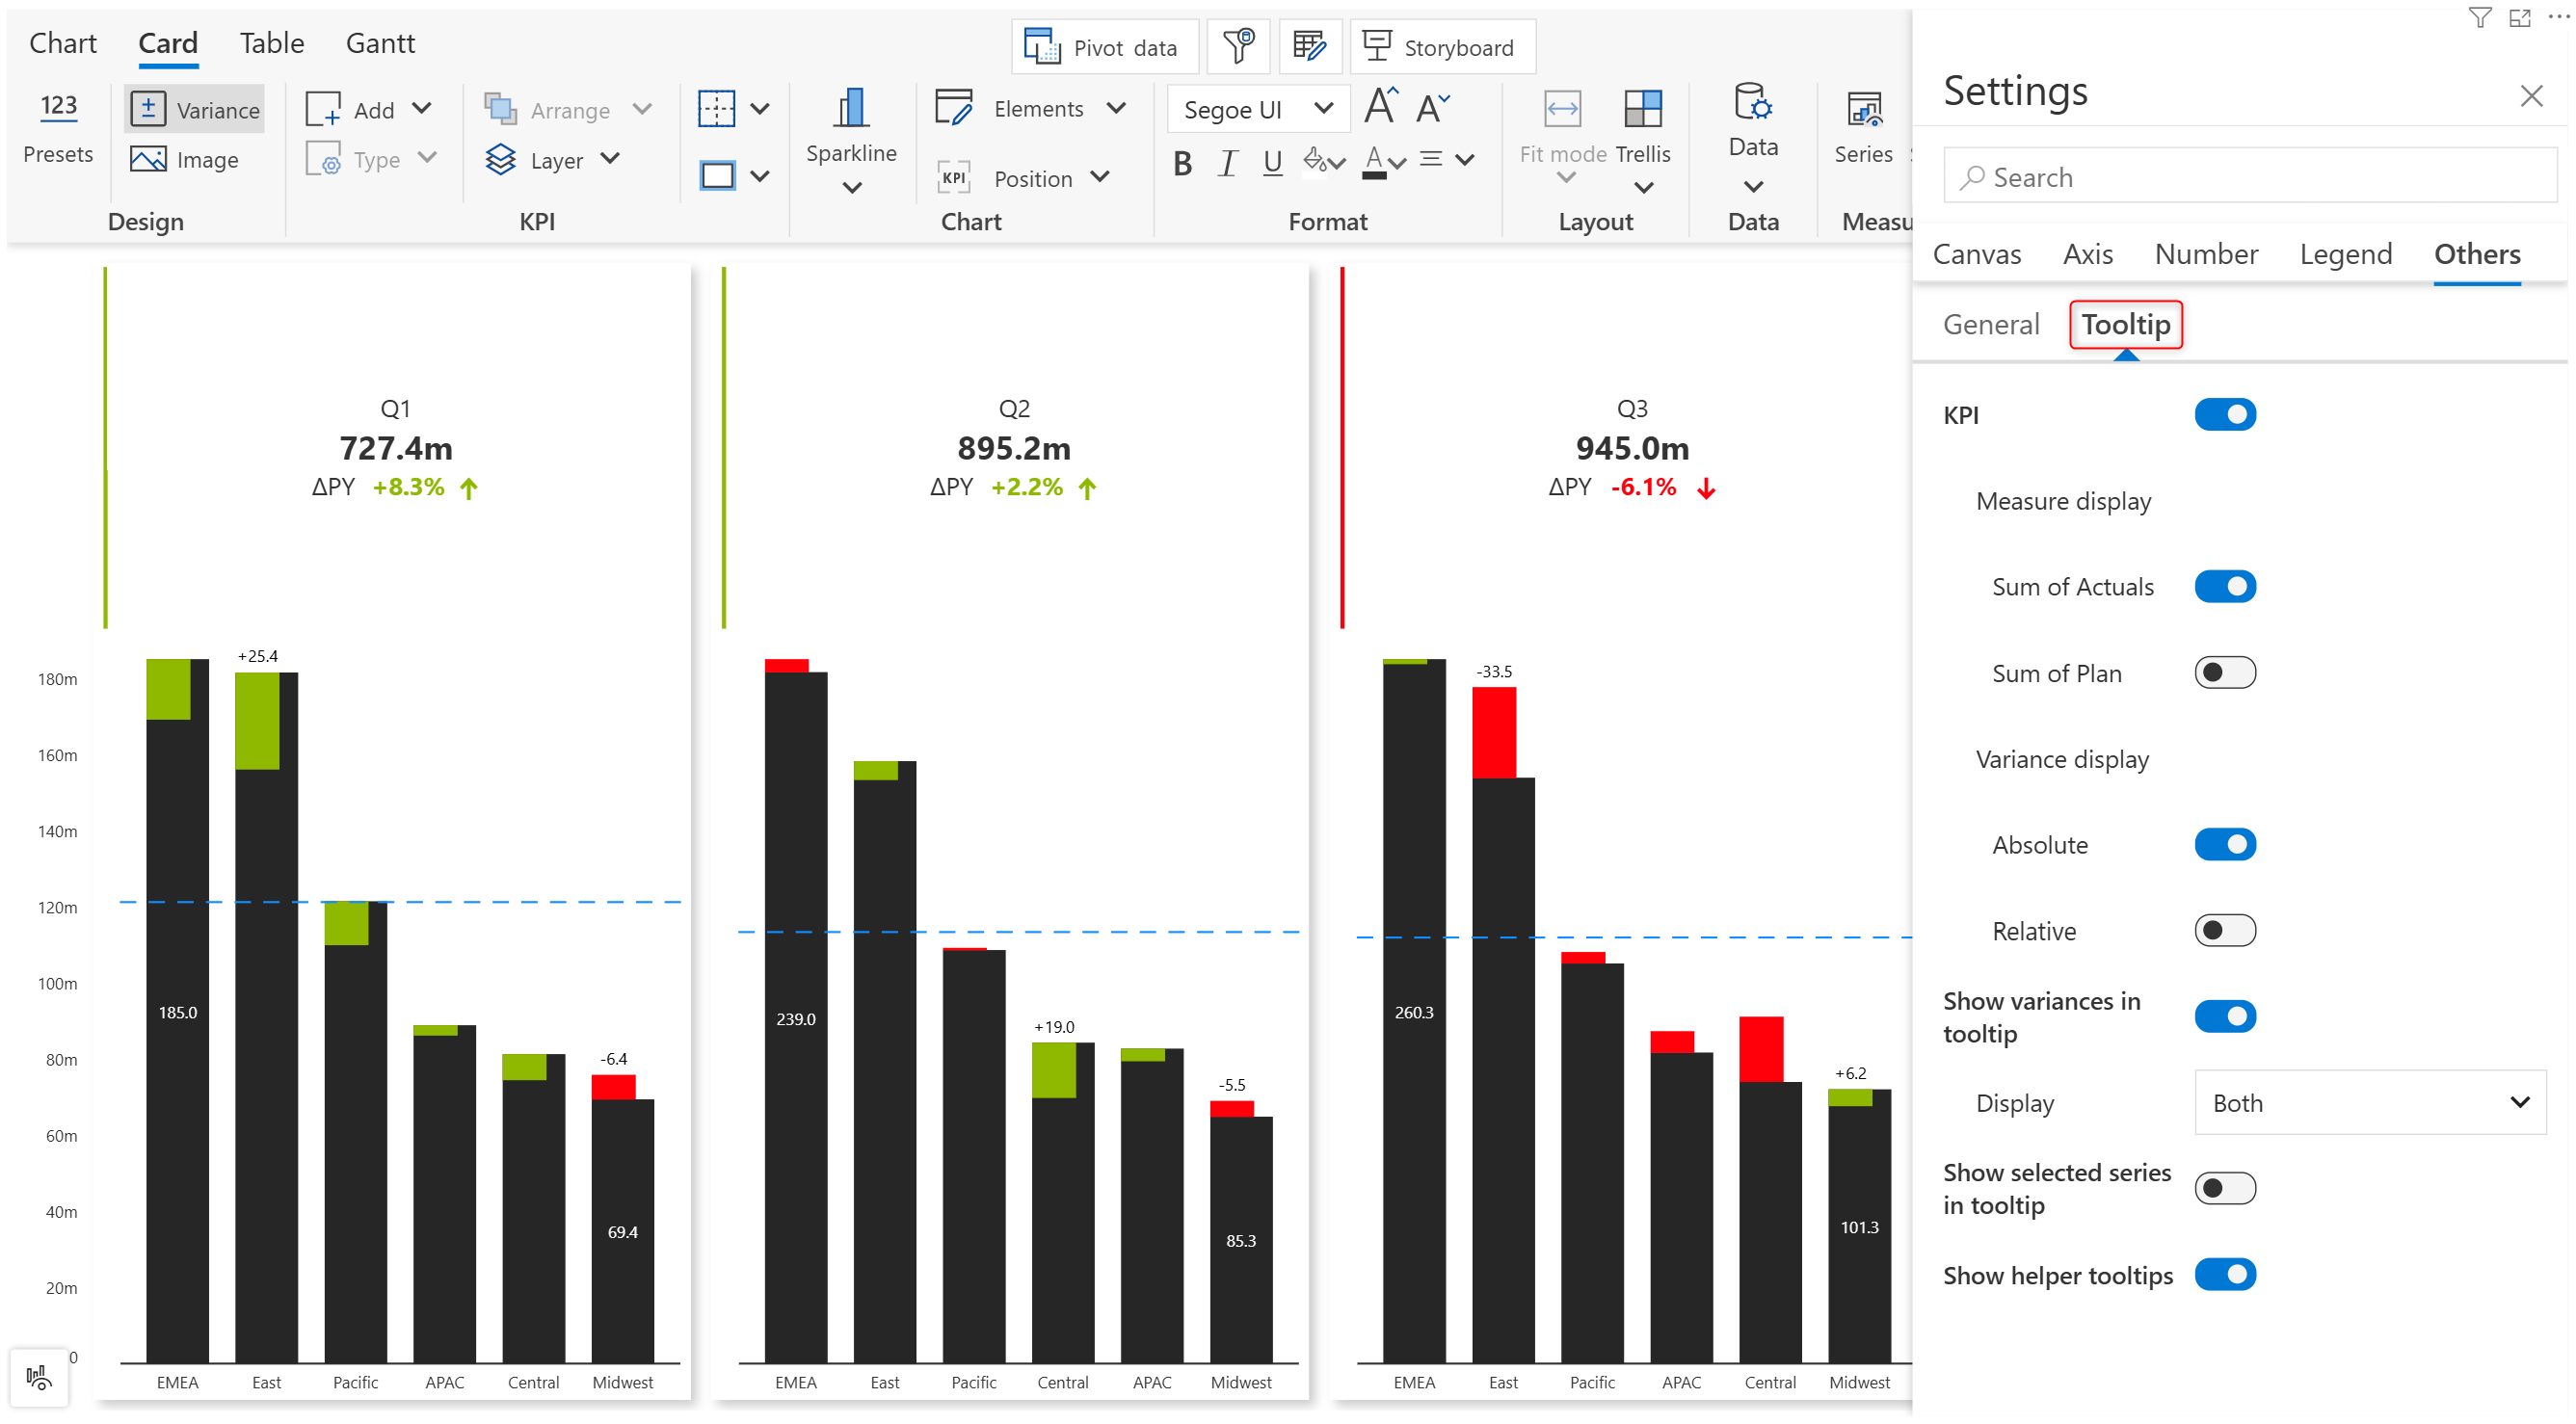 Chart Card Table Gantt
Pivot data
Storyboard
123
Presets
Variance
Image
Design
Add
Type
Arrange
Layer
KPI
Sparkline
Elements
KPI
Position
Chart
Segoe UI
A A
B I U A
Format
Fit mode
Trellis
Layout
Data
Data
Series
Measu
Settings
Search
Canvas Axis Number Legend Others
General Tooltip
KPI
Measure display
Sum of Actuals
Sum of Plan
Variance display
Absolute
Relative
Show variances in
tooltip
Display
Both
Show selected series
in tooltip
Show helper tooltips
Q1
727.4m
ΔPY +8.3%
Q2
895.2m
ΔPY +2.2%
Q3
945.0m
ΔPY -6.1%
180m
160m
140m
120m
100m
80m
60m
40m
20m
0
+25.4
185.0
-6.4
69.4
EMEA East Pacific APAC Central Midwest
239.0
+19.0
-5.5
85.3
EMEA East Pacific Central APAC Midwest
-33.5
260.3
+6.2
101.3
EMEA East Pacific APAC Central Midwest